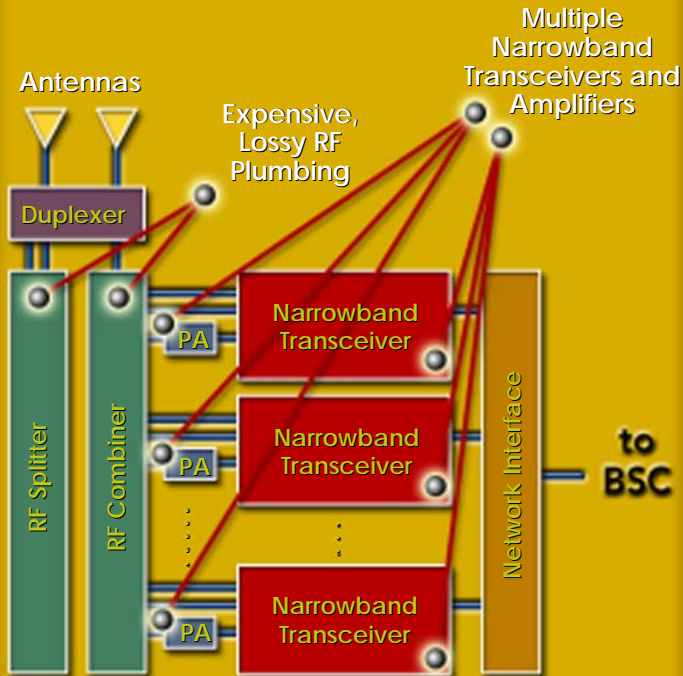 Multiple
Narrowband
Transceivers and
Amplifiers
Antennas
Expensive,
Lossy RF
Plumbing
Duplexer
Narrowband
Transceiver
PA
Narrowband
Transceiver
PA
Narrowband
Transceiver
PA
RF Splitter
RF Combiner
Network Interface
to
BSC